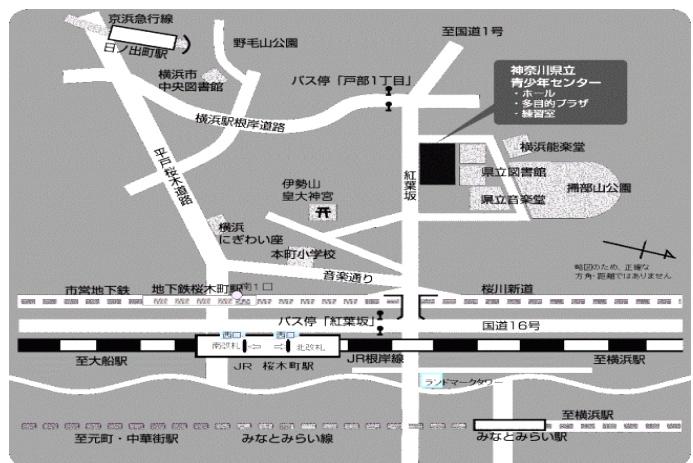 京浜急行線
日ノ出町駅
野毛山公園
至国道1号
横浜市
中央図書館
バス停「戸部1丁目」
神奈川県立
青少年センター
・ホール
・多目的プラザ
・練習室
横浜駅根岸道路
平戸桜木道路
紅葉坂
横浜能楽堂
県立図書館
掃部山公園
県立音楽堂
伊勢山
皇大神宮
横浜
にぎわい座
本町小学校
音楽通り
略図のため、正確な
方角・距離ではありません
市営地下鉄
地下鉄桜木町駅
南1口
桜川新道
バス停「紅葉坂」
国道16号
西口
西口
南改札
北改札
至大船駅
JR 桜木町駅
JR根岸線
至横浜駅
ランドマークタワー
至元町・中華街駅
みなとみらい線
みなとみらい駅
至横浜駅